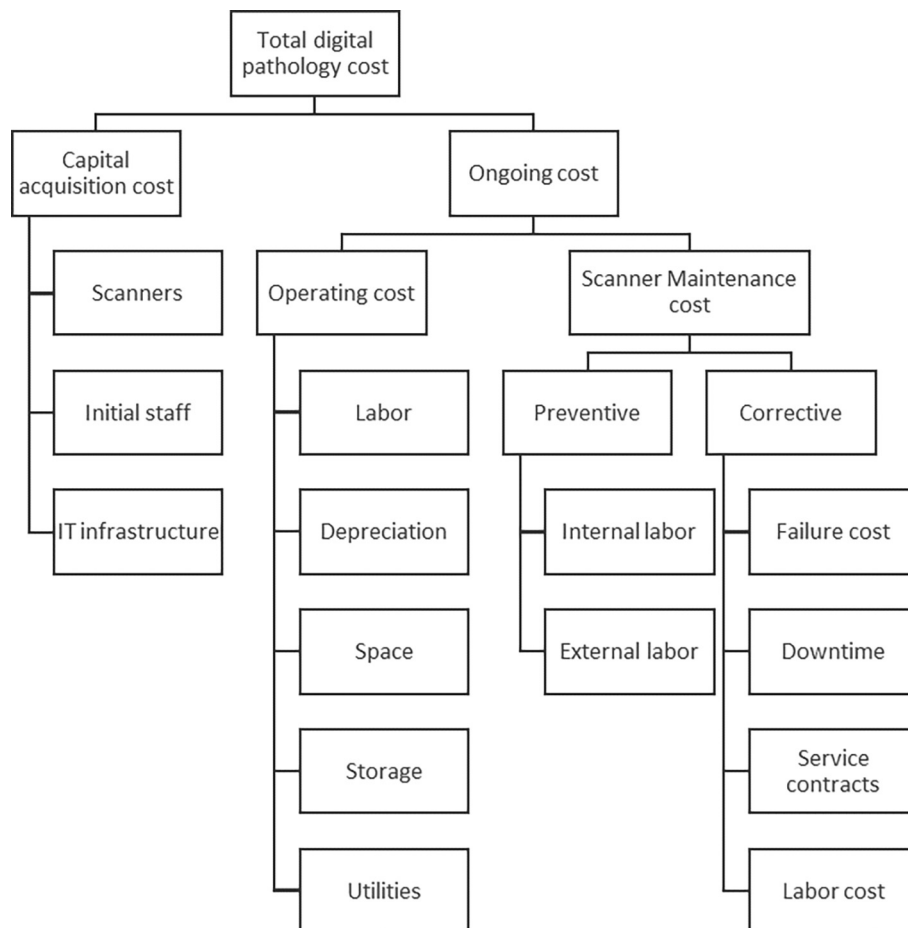 Total digital
pathology cost
Capital
acquisition cost
Ongoing cost
Scanners
Operating cost
Scanner Maintenance
cost
Initial staff
Labor
Preventive
Corrective
IT infrastructure
Depreciation
Internal labor
Failure cost
Space
External labor
Downtime
Storage
Service
contracts
Utilities
Labor cost